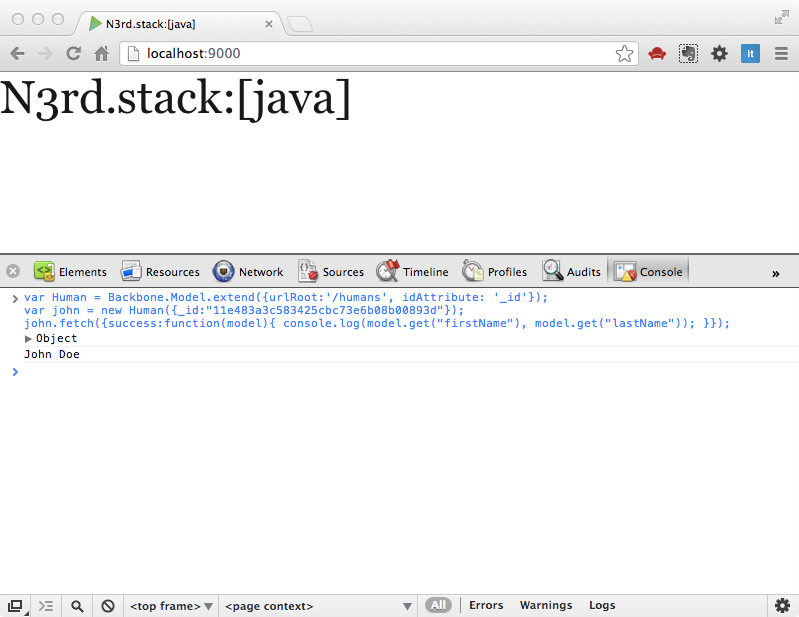 N3rd.stack:[java]
localhost:9000
It
N3rd.stack:[java]
Elements Resources Network Sources Timeline Profiles Audits Console »
> var Human = Backbone.Model.extend({urlRoot:'/humans', idAttribute: '_id'});
var john = new Human({_id:"11e483a3c583425cbc73e6b08b00893d"});
john.fetch({success:function(model){ console.log(model.get("firstName"), model.get("lastName")); }});
▶ Object
John Doe
>
<top frame> ▼ <page context> ▼ All Errors Warnings Logs